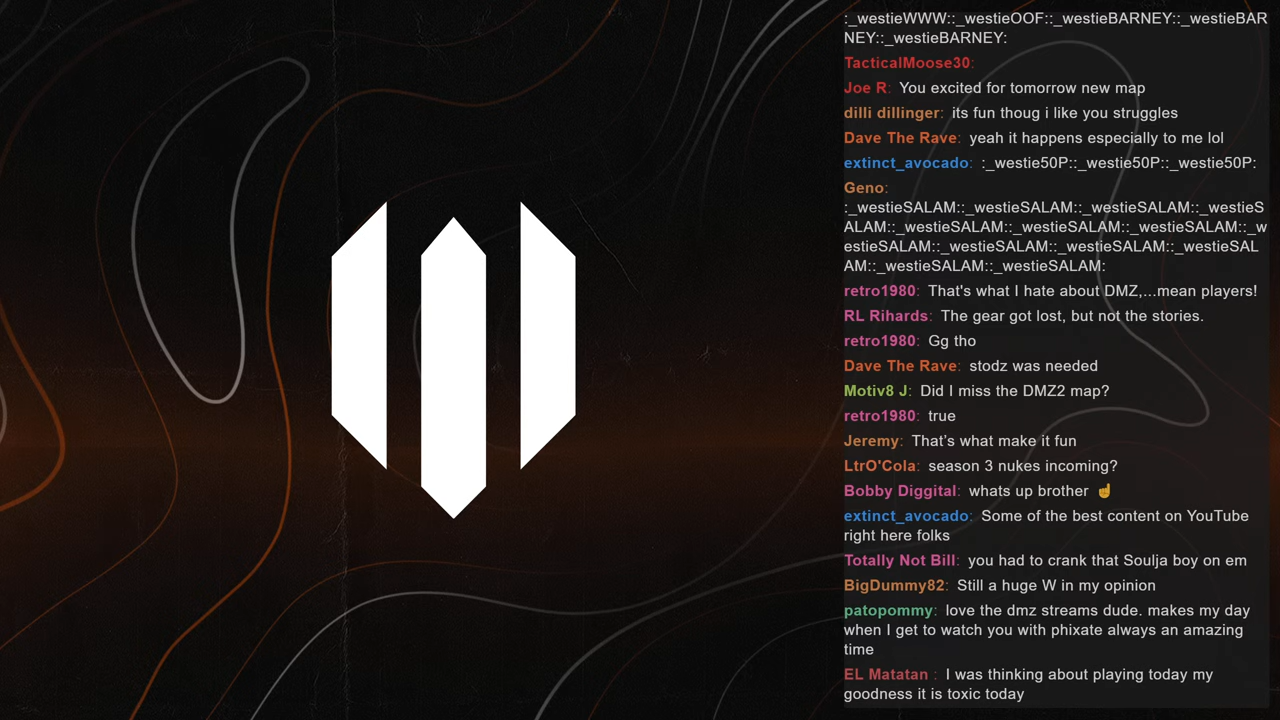 :_westieWWW::_westieOOF::_westieBARNEY::_westieBAR
NEY::_westieBARNEY:
TacticalMoose30:
Joe R: You excited for tomorrow new map
dilli dillinger: its fun thoug i like you struggles
Dave The Rave: yeah it happens especially to me lol
extinct_avocado: :_westie50P::_westie50P::_westie50P:
Geno:
:_westieSALAM::_westieSALAM::_westieSALAM::_westieS
ALAM::_westieSALAM::_westieSALAM::_westieSALAM::_w
estieSALAM::_westieSALAM::_westieSALAM::_westieSAL
AM::_westieSALAM::_westieSALAM:
retro1980: That's what I hate about DMZ,...mean players!
RL Rihards: The gear got lost, but not the stories.
retro1980: Gg tho
Dave The Rave: stodz was needed
Motiv8 J: Did I miss the DMZ2 map?
retro1980: true
Jeremy: That's what make it fun
LtrO'Cola: season 3 nukes incoming?
Bobby Diggital: whats up brother ☝
extinct_avocado: Some of the best content on YouTube
right here folks
Totally Not Bill: you had to crank that Soulja boy on em
BigDummy82: Still a huge W in my opinion
patopommy: love the dmz streams dude. makes my day
when I get to watch you with phixate always an amazing
time
EL Matatan : I was thinking about playing today my
goodness it is toxic today